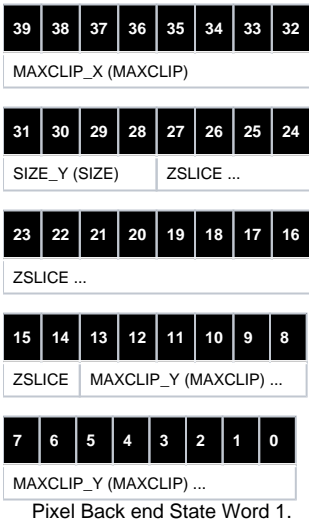 39 38 37 36 35 34 33 32
MAXCLIP_X (MAXCLIP)
31 30 29 28 27 26 25 24
SIZE_Y (SIZE) ZSLICE ...
23 22 21 20 19 18 17 16
ZSLICE ...
15 14 13 12 11 10 9 8
ZSLICE MAXCLIP_Y (MAXCLIP) ...
7 6 5 4 3 2 1 0
MAXCLIP_Y (MAXCLIP) ...
Pixel Back end State Word 1.